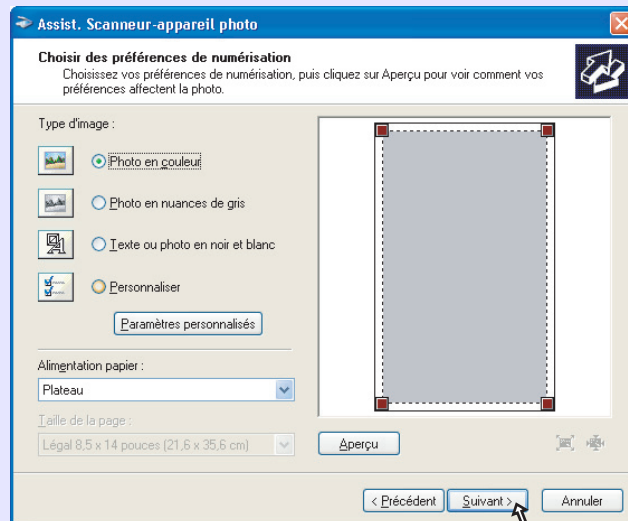 Assist. Scanneur-appareil photo
Choisir des préférences de numérisation
Choisissez vos préférences de numérisation, puis cliquez sur Aperçu pour voir comment vos
préférences affectent la photo.
Type d'image :
Photo en couleur
Photo en nuances de gris
Texte ou photo en noir et blanc
Personnaliser
Paramètres personnalisés
Alimentation papier :
Plateau
Taille de la page :
Légal 8,5 x 14 pouces (21,6 x 35,6 cm)
Aperçu
< Précédent
Suivant >
Annuler